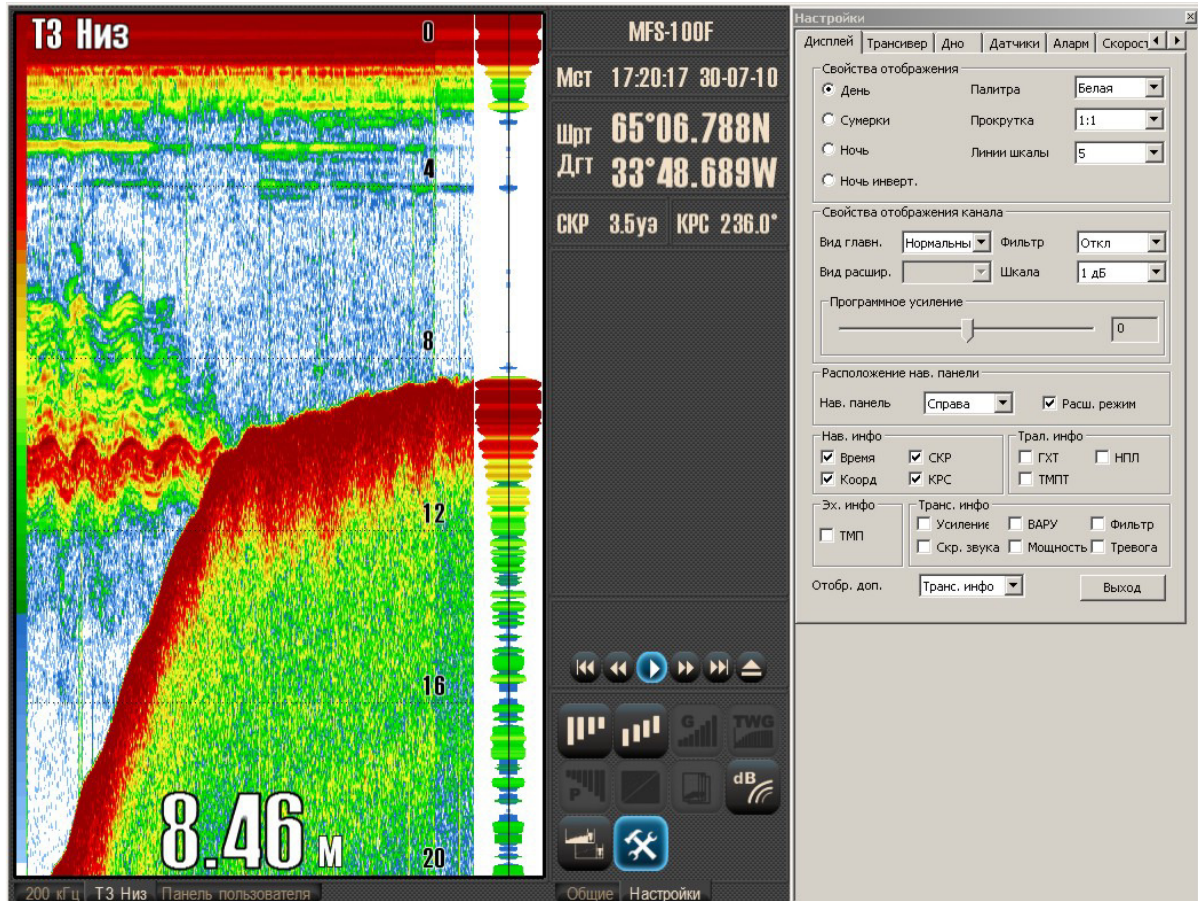 ТЗ Низ
0
4
8
12
16
20
8.46 м
200 кГц ТЗ Низ Панель пользователя
MFS-100F
Мст 17:20:17 30-07-10
Шрт 65°06.788N
Дгт 33°48.689W
СКР 3.5уэ КРС 236.0°
G TWG
P dB
Общие Настройки
Настройки
Дисплей Трансивер Дно Датчики Аларм Скорост
Свойства отображения
День Палитра Белая
Сумерки Прокрутка 1:1
Ночь Линии шкалы 5
Ночь инверт.
Свойства отображения канала
Вид главн. Нормальны Фильтр Откл
Вид расшир. Шкала 1 дБ
Программное усиление
0
Расположение нав. панели
Нав. панель Справа Расш. режим
Нав. инфо Трал. инфо
Время СКР ГХТ НПЛ
Коорд КРС ТМПТ
Эх. инфо Транс. инфо
ТМП Усиление ВАРУ Фильтр
Скр. звука Мощность Тревога
Отобр. доп. Транс. инфо Выход